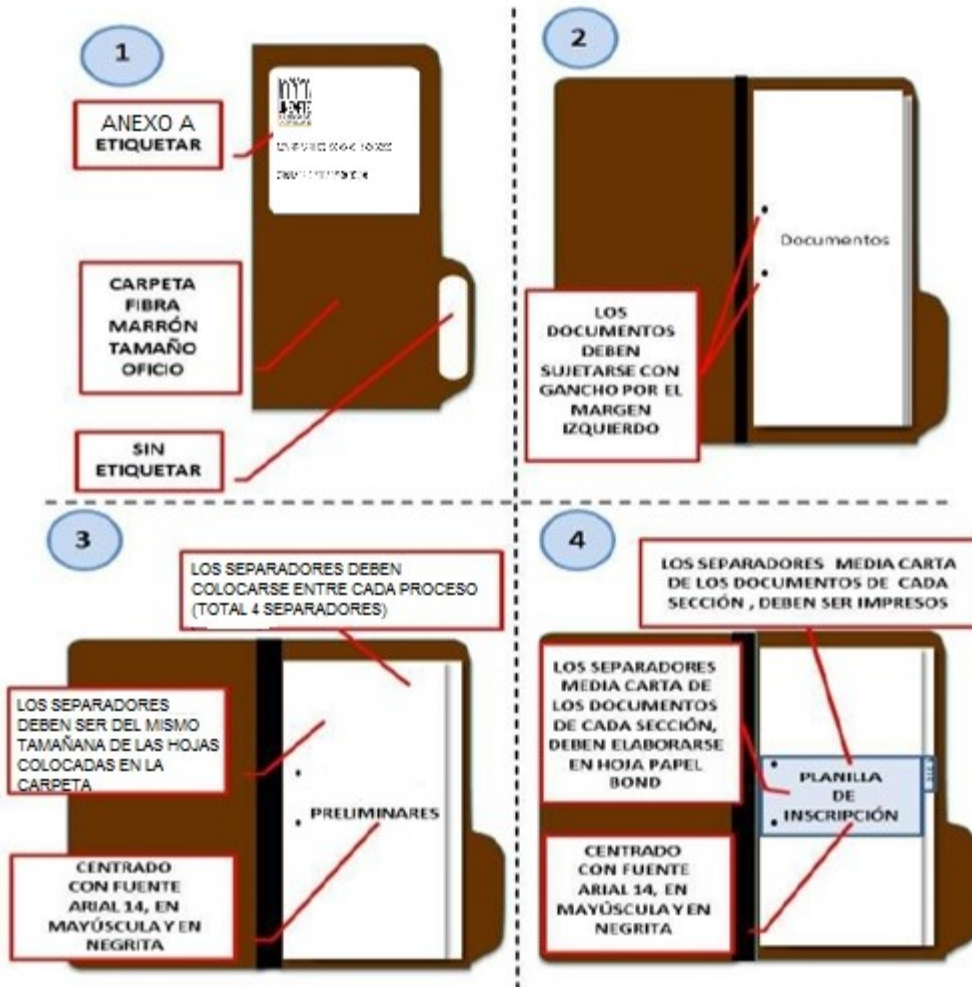 1
ANEXO A
ETIQUETAR
CARPETA
FIBRA
MARRÓN
TAMAÑO
OFICIO
SIN
ETIQUETAR
2
Documentos
LOS
DOCUMENTOS
DEBEN
SUJETARSE CON
GANCHO POR EL
MARGEN
IZQUIERDO
3
LOS SEPARADORES DEBEN
COLOCARSE ENTRE CADA PROCESO
(TOTAL 4 SEPARADORES)
LOS SEPARADORES
DEBEN SER DEL MISMO
TAMAÑANA DE LAS HOJAS
COLOCADAS EN LA
CARPETA
PRELIMINARES
CENTRADO
CON FUENTE
ARIAL 14, EN
MAYÚSCULA Y EN
NEGRITA
4
LOS SEPARADORES MEDIA CARTA
DE LOS DOCUMENTOS DE CADA
SECCIÓN , DEBEN SER IMPRESOS
LOS SEPARADORES
MEDIA CARTA DE
LOS DOCUMENTOS
DE CADA SECCIÓN,
DEBEN ELABORARSE
EN HOJA PAPEL
BOND
PLANILLA
DE
INSCRIPCIÓN
CENTRADO
CON FUENTE
ARIAL 14, EN
MAYÚSCULA Y EN
NEGRITA